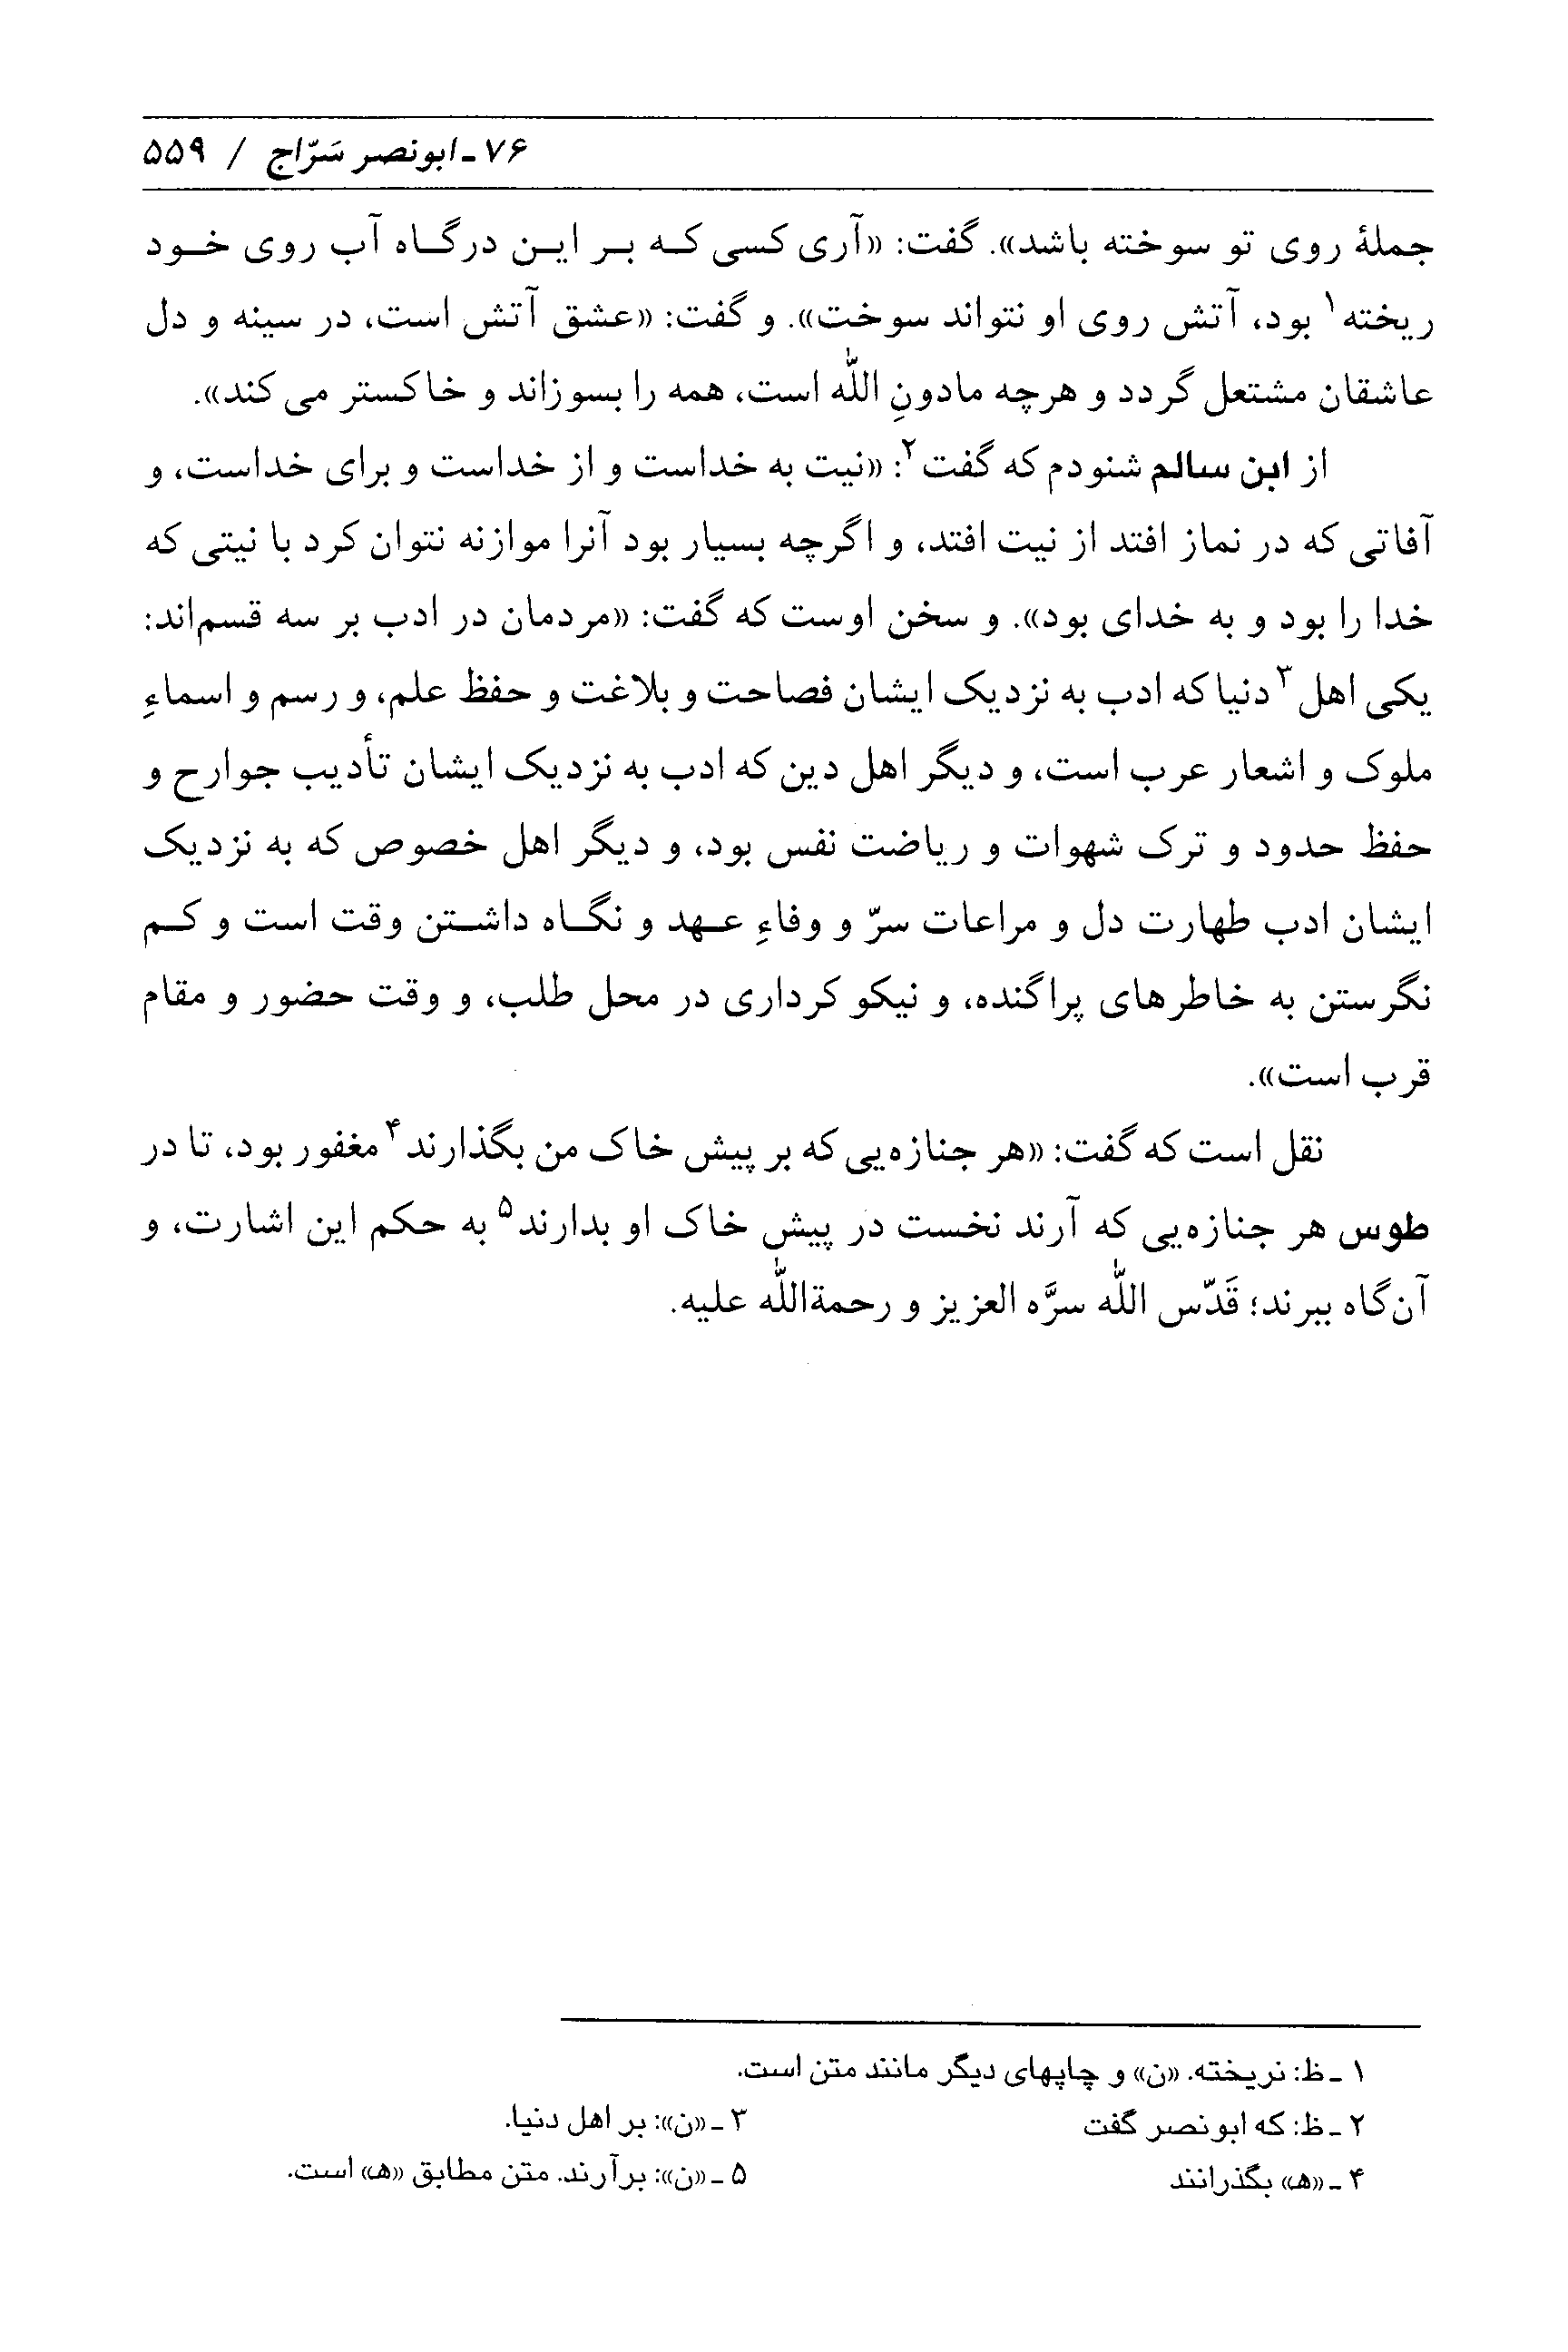 ۷۶ـ ابونصر سَرّاج / ۵۵۹
جملهٔ روی تو سوخته باشد». گفت: «آری کسی که بر این درگاه آب روی خود
ریخته۱ بود، آتش روی او نتواند سوخت». و گفت: «عشق آتش است، در سینه و دل
عاشقان مشتعل گردد و هرچه مادونِ اللّٰه است، همه را بسوزاند و خاکستر می کند».
از ابن سالم شنودم که گفت۲: «نیت به خداست و از خداست و برای خداست، و
آفاتی که در نماز افتد از نیت افتد، و اگرچه بسیار بود آنرا موازنه نتوان کرد با نیتی که
خدا را بود و به خدای بود». و سخن اوست که گفت: «مردمان در ادب بر سه قسم‌اند:
یکی اهل۳ دنیا که ادب به نزدیک ایشان فصاحت و بلاغت و حفظ علم، و رسم و اسماءِ
ملوک و اشعار عرب است، و دیگر اهل دین که ادب به نزدیک ایشان تأدیب جوارح و
حفظ حدود و ترک شهوات و ریاضت نفس بود، و دیگر اهل خصوص که به نزدیک
ایشان ادب طهارت دل و مراعات سرّ و وفاءِ عهد و نگاه داشتن وقت است و کم
نگرستن به خاطرهای پراگنده، و نیکو کرداری در محل طلب، و وقت حضور و مقام
قرب است».
نقل است که گفت: «هر جنازه‌یی که بر پیش خاک من بگذارند۴ مغفور بود، تا در
طوس هر جنازه‌یی که آرند نخست در پیش خاک او بدارند۵ به حکم این اشارت، و
آن‌گاه ببرند؛ قَدّس اللّٰه سرَّه العزیز و رحمةاللّٰه علیه.
۱ ـ ظ: نریخته. «ن» و چاپهای دیگر مانند متن است.
۲ ـ ظ: که ابونصر گفت ۳ ـ «ن»: بر اهل دنیا.
۴ ـ «هـ» بگذرانند ۵ ـ «ن»: برآرند. متن مطابق «هـ» است.